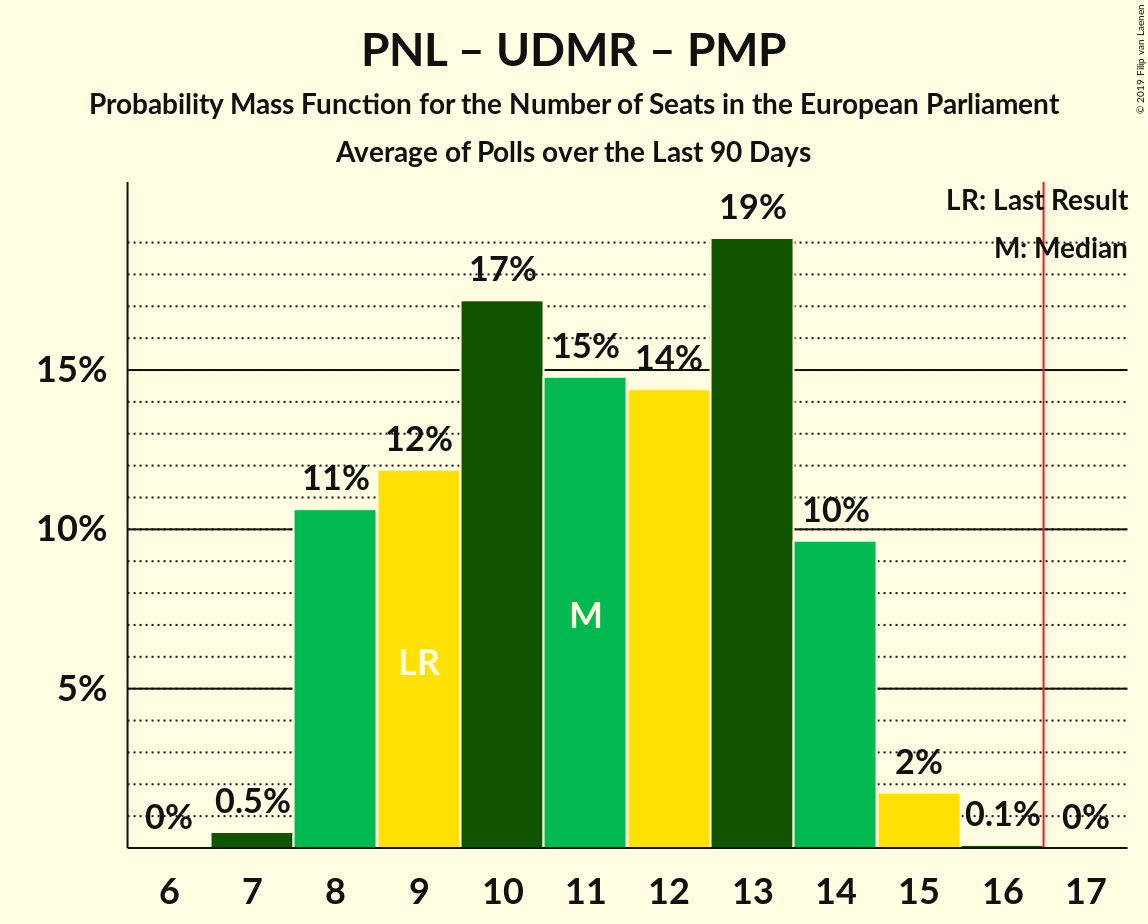 PNL – UDMR – PMP
Probability Mass Function for the Number of Seats in the European Parliament
Average of Polls over the Last 90 Days
© 2019 Filip van Laenen
LR: Last Result
M: Median
19%
17%
15%
14%
15%
12%
11%
10%
10%
M
LR
5%
2%
0%
0.5%
0.1%
0%
6 7 8 9 10 11 12 13 14 15 16 17